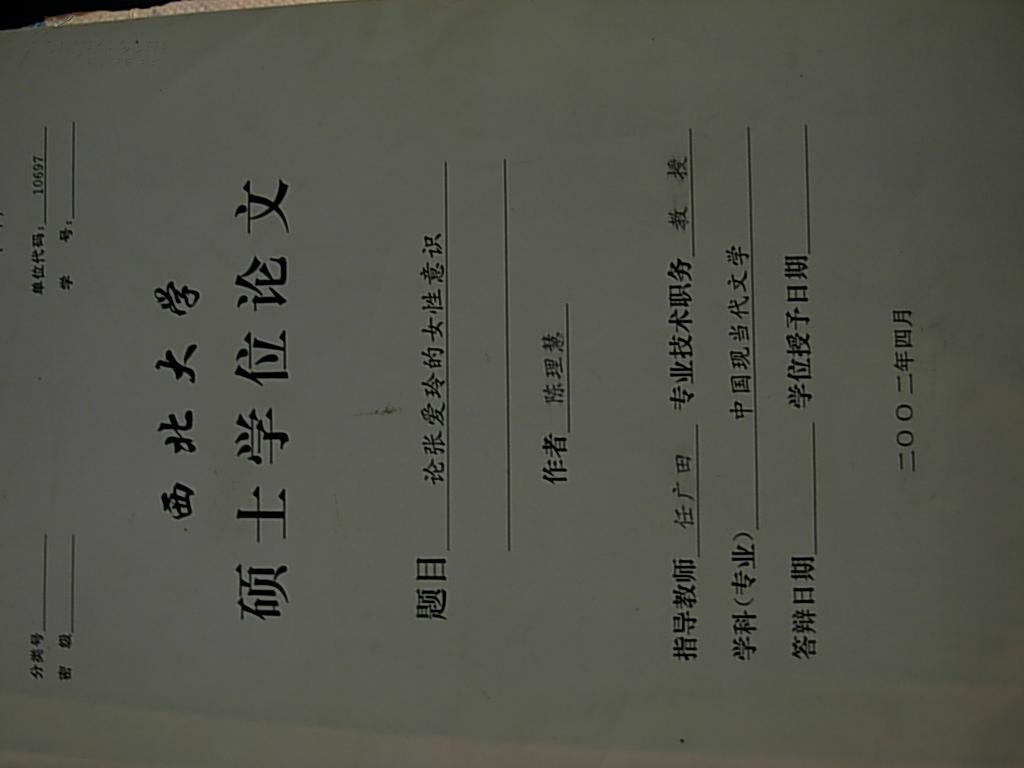 分类号 单位代码： 10697
密 级 学 号：
西北大学
硕士学位论文
题目 论张爱玲的女性意识
作者 陈理慧
指导教师 任广田 专业技术职务 教 授
学科(专业) 中国现当代文学
答辩日期 学位授予日期
二〇〇二年四月